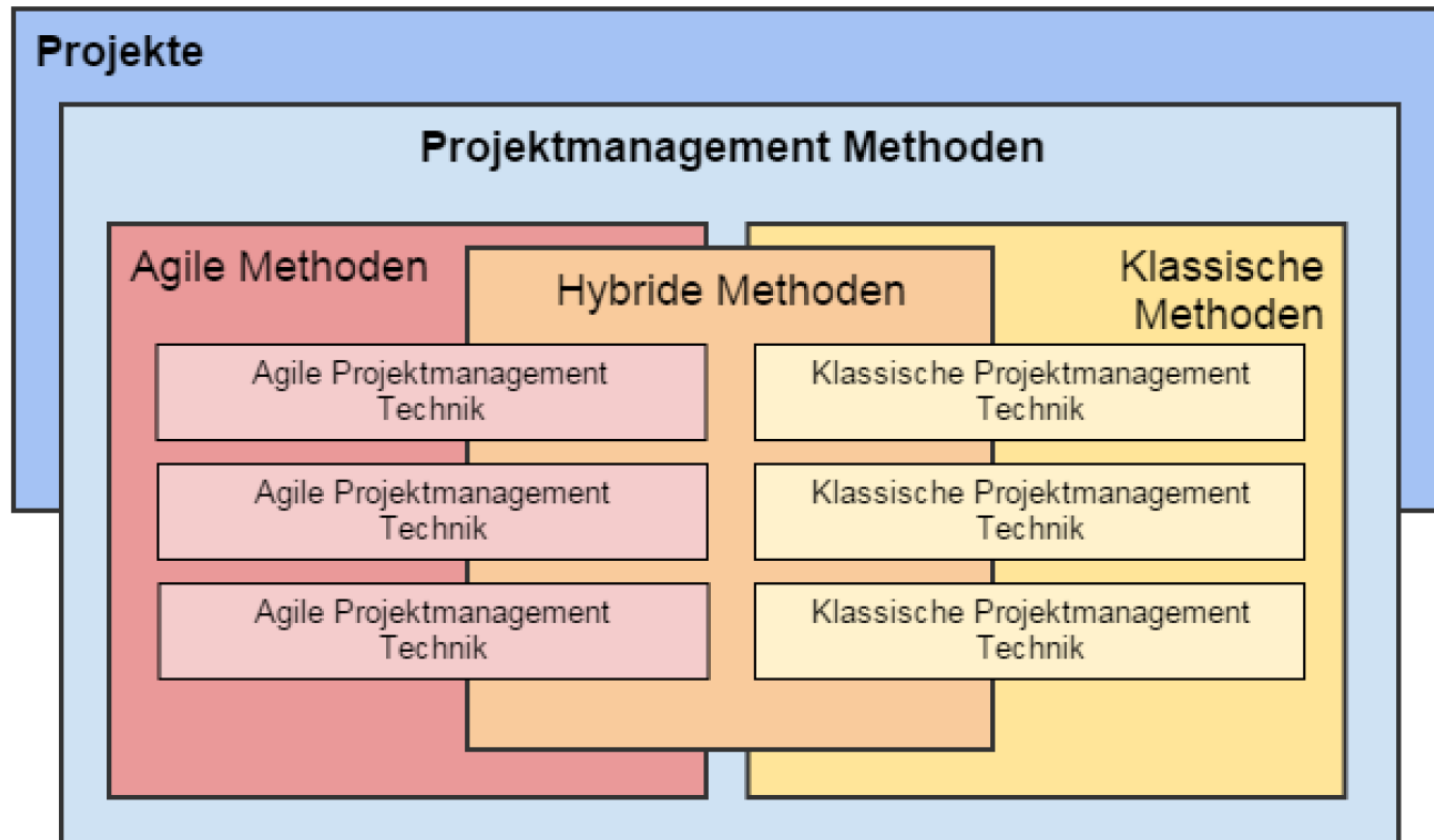 Projekte
Projektmanagement Methoden
Agile Methoden
Hybride Methoden
Klassische
Methoden
Agile Projektmanagement
Technik
Klassische Projektmanagement
Technik
Agile Projektmanagement
Technik
Klassische Projektmanagement
Technik
Agile Projektmanagement
Technik
Klassische Projektmanagement
Technik